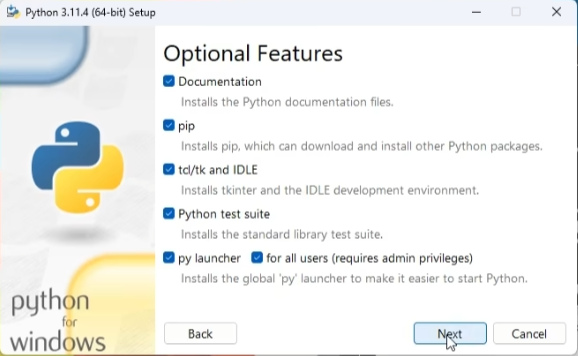 Python 3.11.4 (64-bit) Setup
Optional Features
Documentation
Installs the Python documentation files.
pip
Installs pip, which can download and install other Python packages.
tcl/tk and IDLE
Installs tkinter and the IDLE development environment.
Python test suite
Installs the standard library test suite.
py launcher for all users (requires admin privileges)
Installs the global 'py' launcher to make it easier to start Python.
python
for
windows
Back Next Cancel